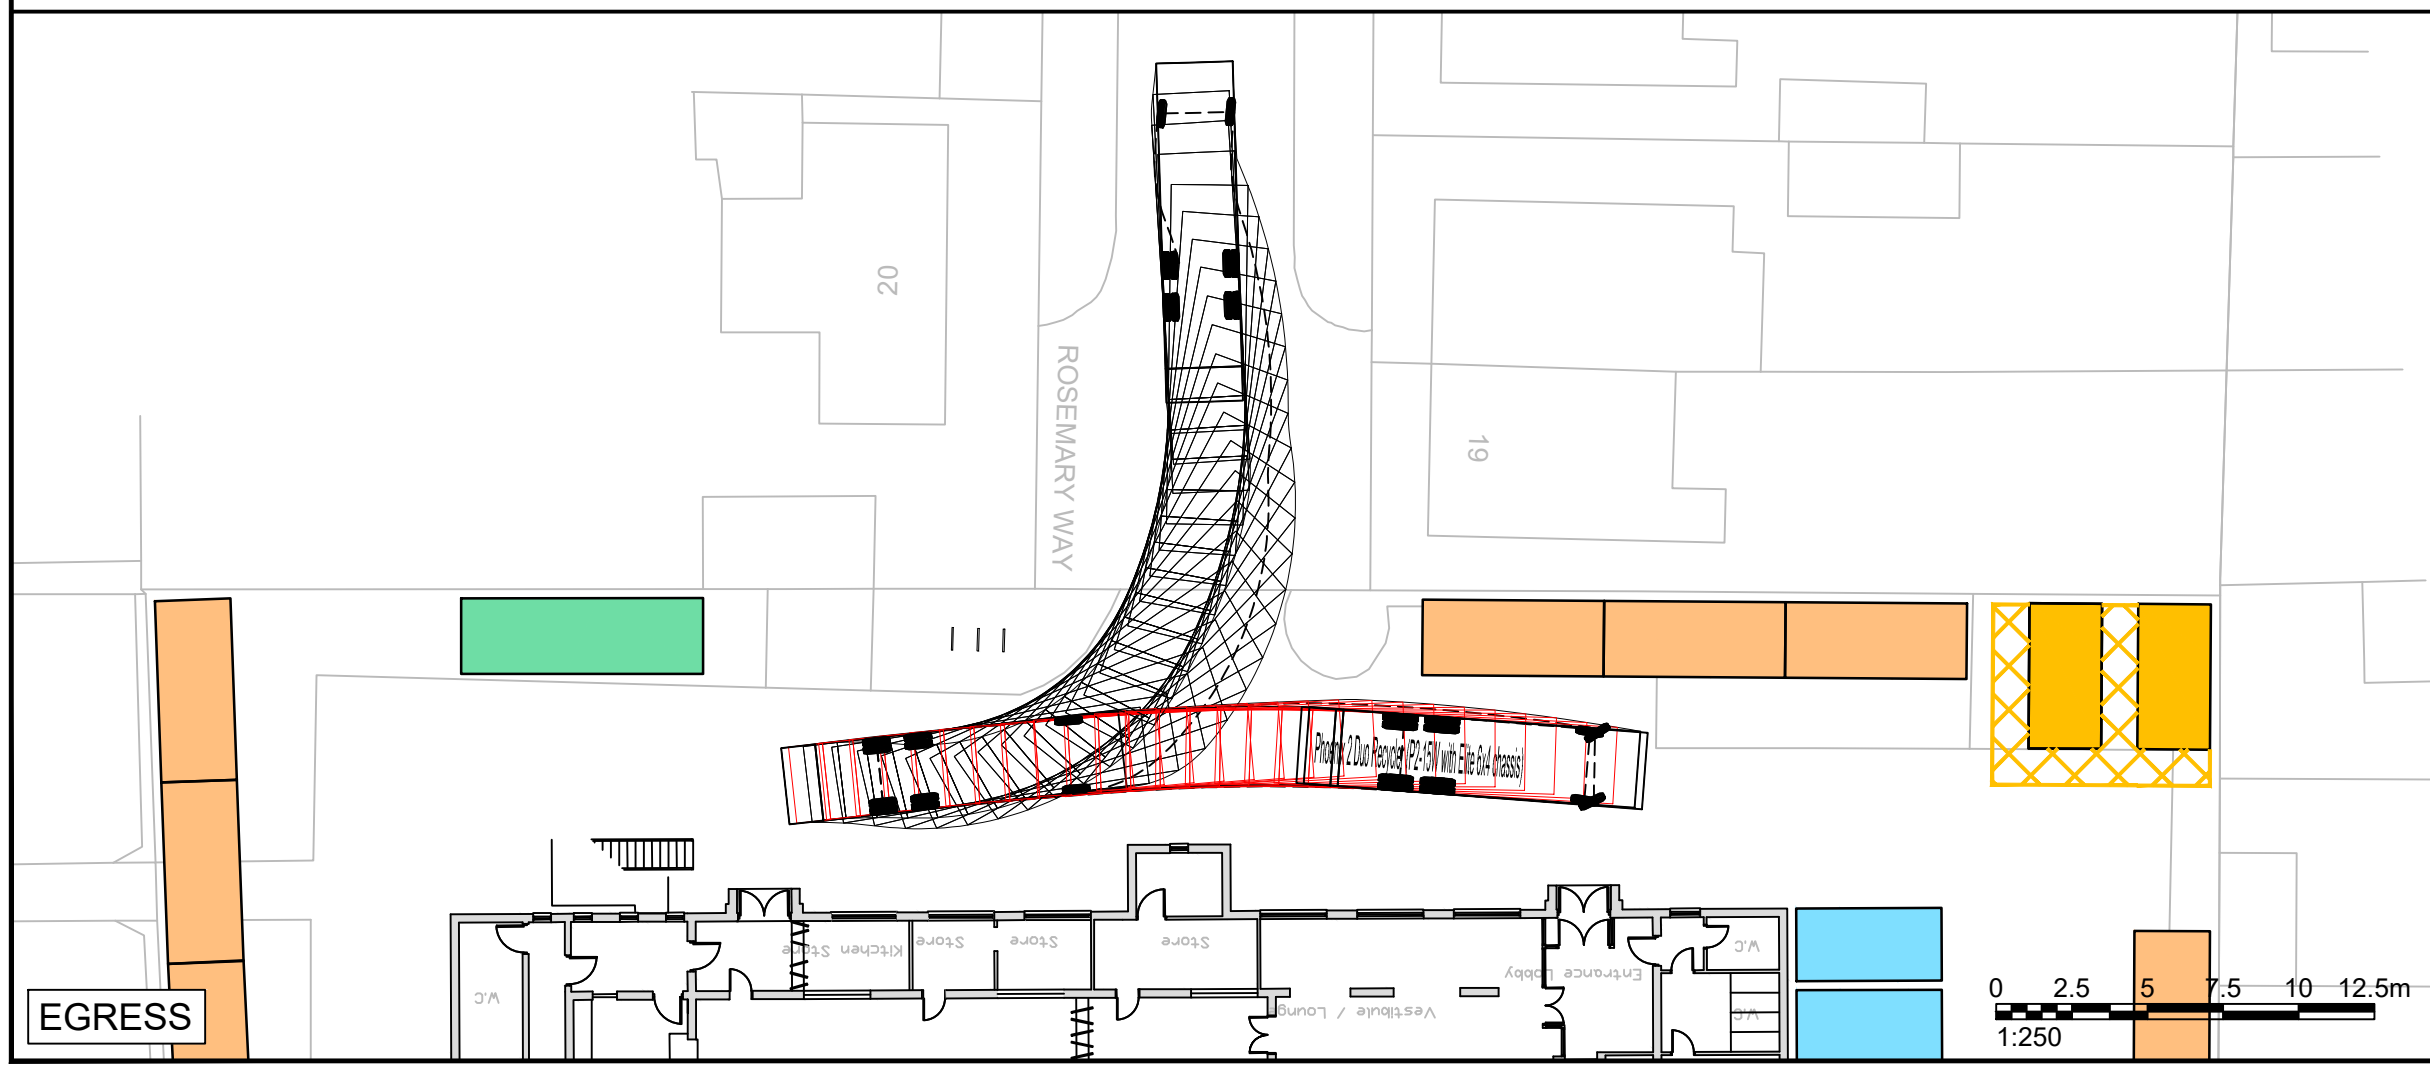 20
ROSEMARY WAY
19
Phoenix 2 Duo Recycler (P2-15W with Elite 6x4 chassis)
Kitchen Store
Store
Store
Store
Entrance Lobby
W.C
W.C
Vestibule / Lounge
W.C
0 2.5 5 7.5 10 12.5m
1:250
EGRESS